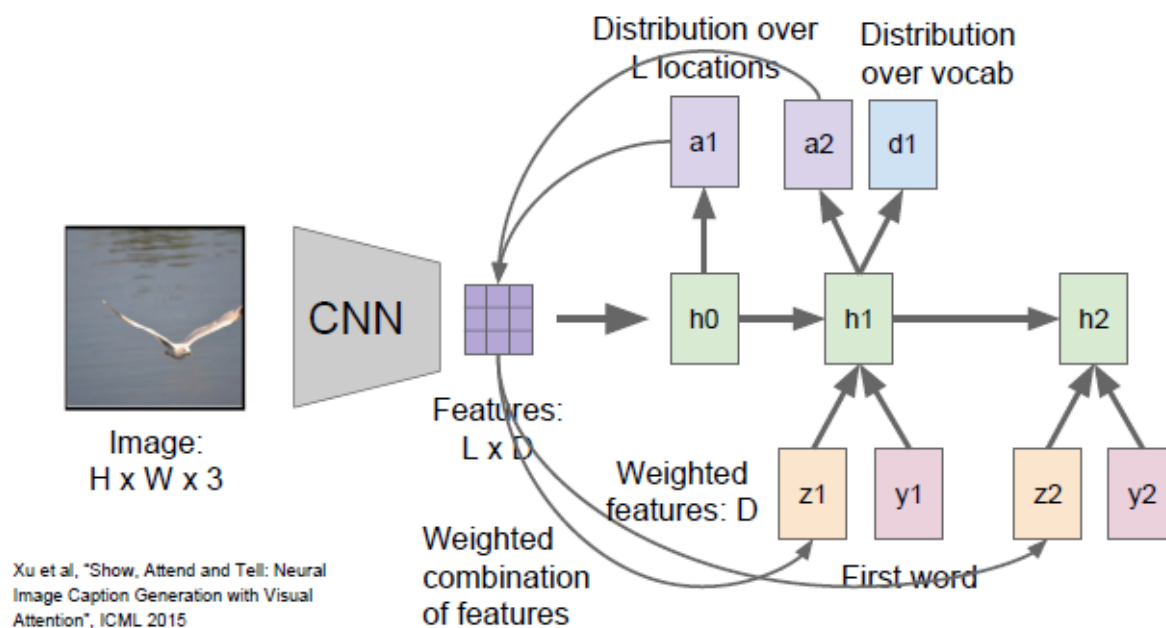 Distribution over
L locations
Distribution
over vocab
a1
a2
d1
CNN
h0
h1
h2
Image:
H x W x 3
Features:
L x D
Weighted
features: D
z1
y1
z2
y2
Weighted
combination
of features
First word
Xu et al, "Show, Attend and Tell: Neural
Image Caption Generation with Visual
Attention", ICML 2015